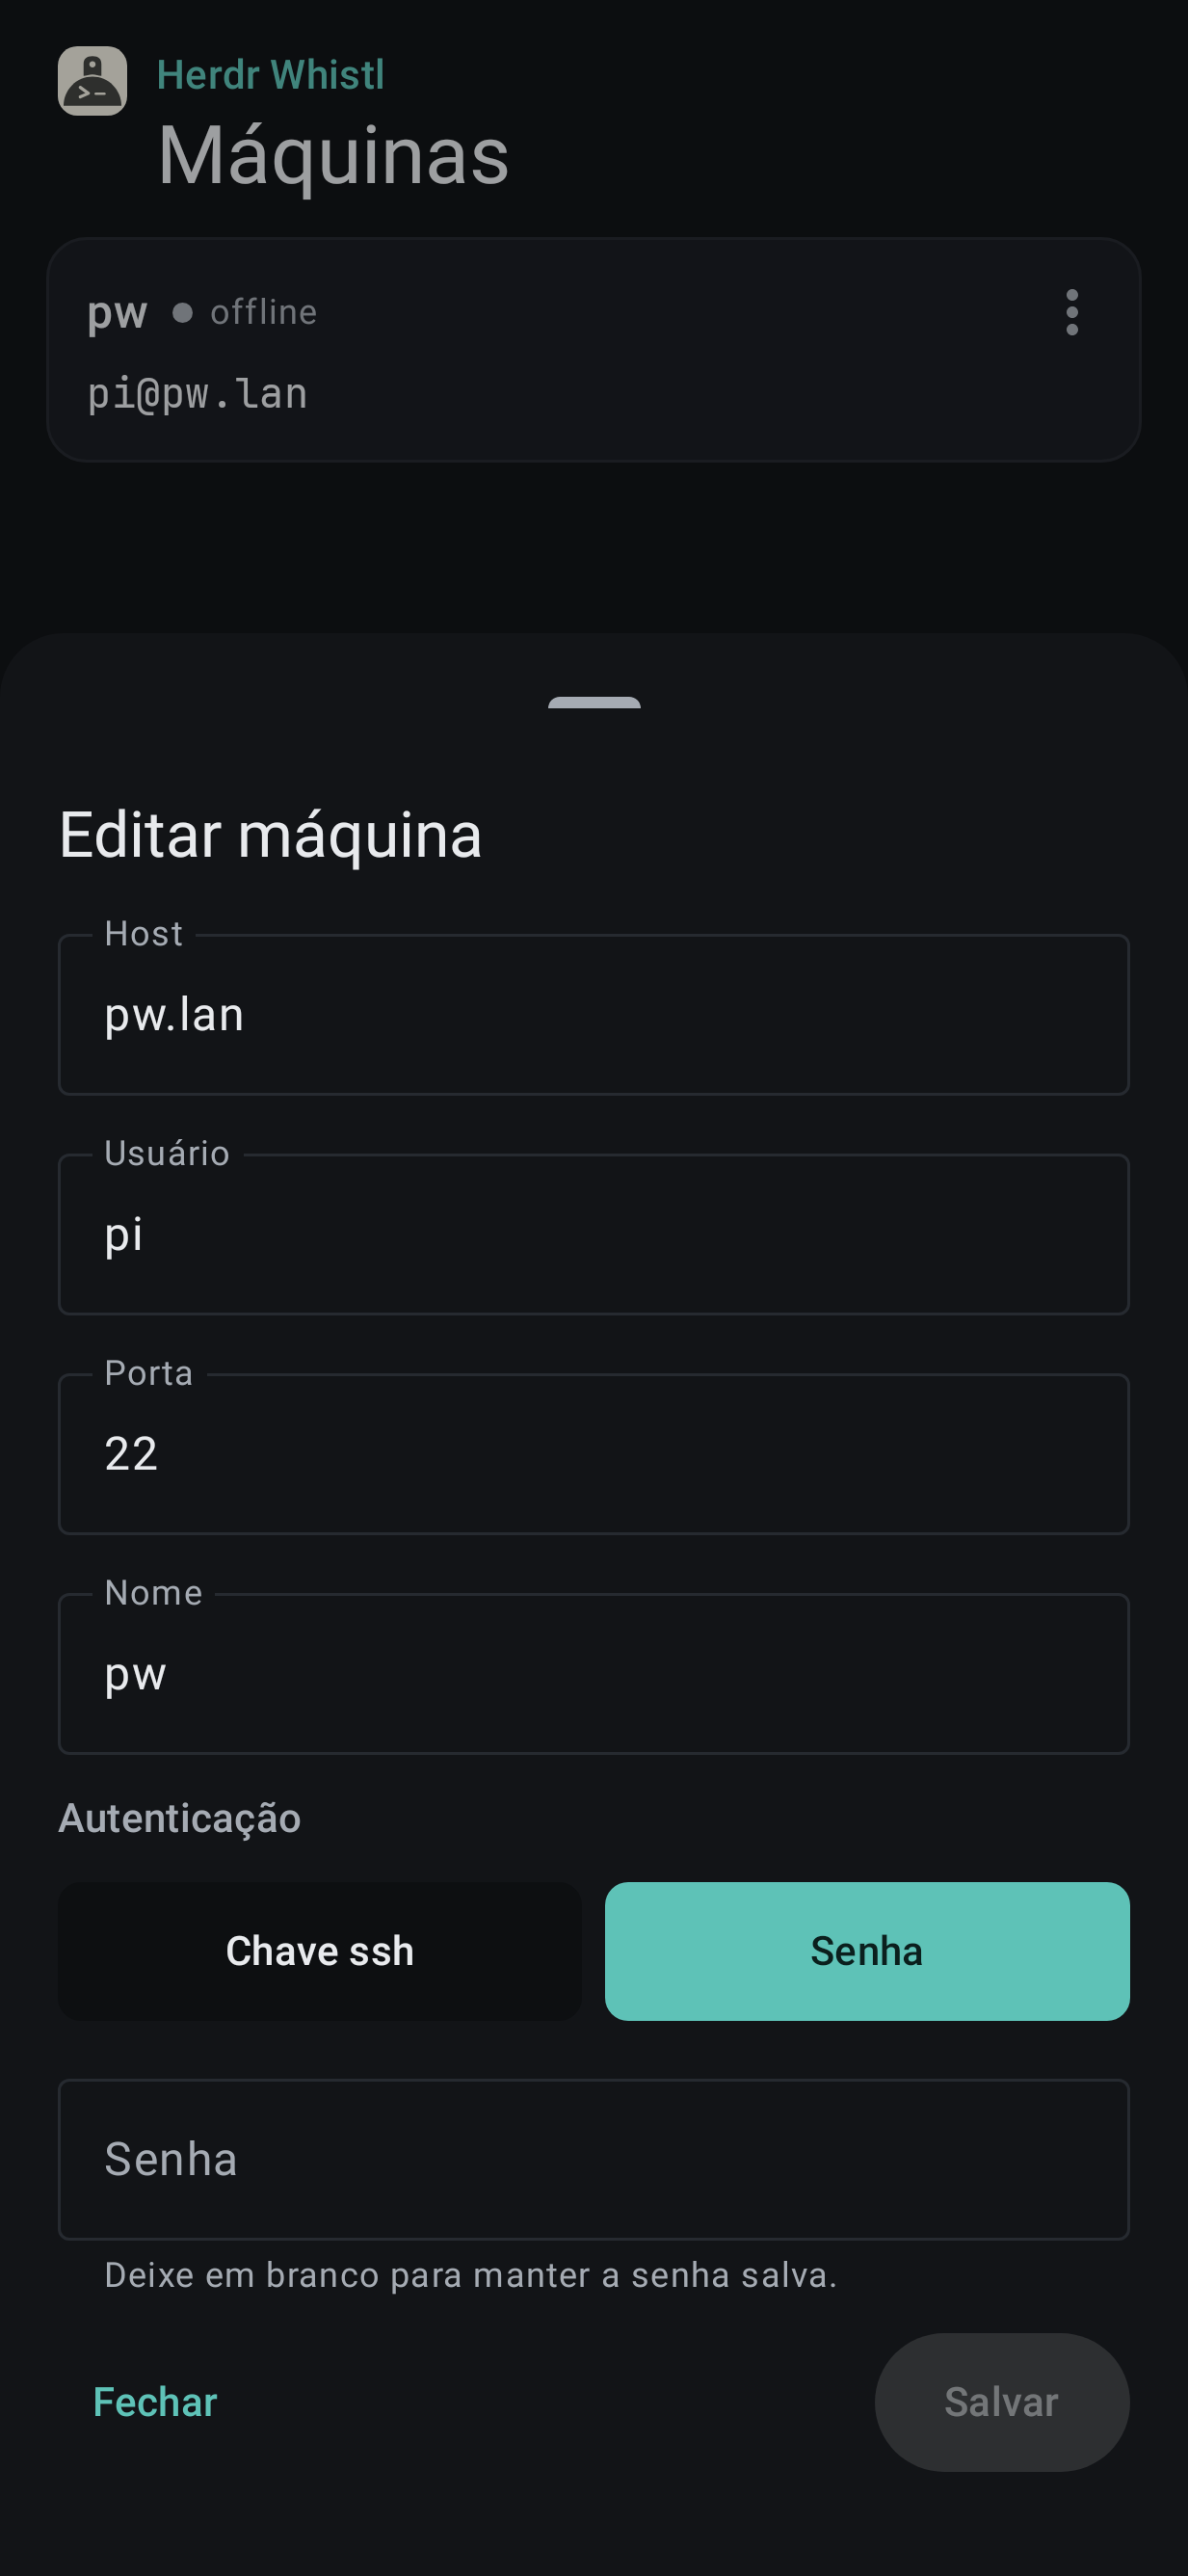 Herdr Whistl
Máquinas
pw offline
pi@pw.lan
Editar máquina
Host
pw.lan
Usuário
pi
Porta
22
Nome
pw
Autenticação
Chave ssh
Senha
Senha
Deixe em branco para manter a senha salva.
Fechar
Salvar